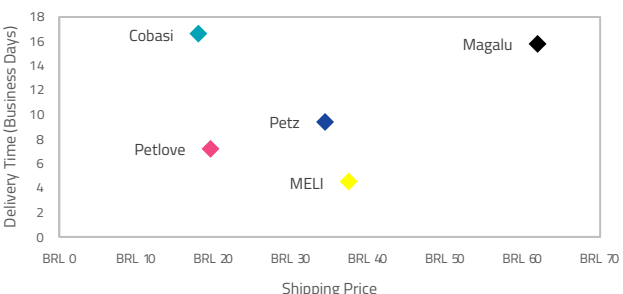 Delivery Time (Business Days)
18
16
14
12
10
8
6
4
2
0
Cobasi
Magalu
Petz
Petlove
MELI
BRL 0 BRL 10 BRL 20 BRL 30 BRL 40 BRL 50 BRL 60 BRL 70
Shipping Price